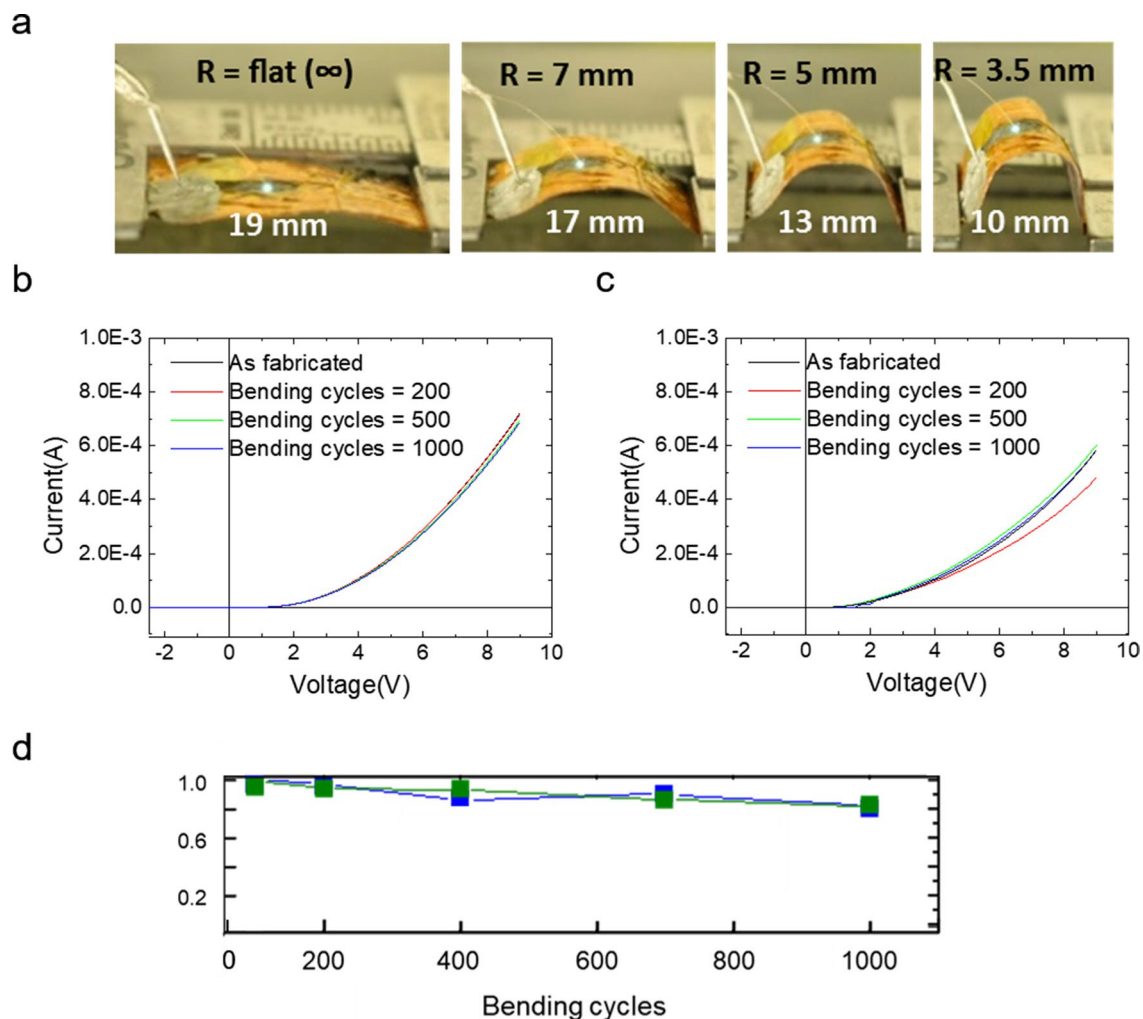 a
R = flat (∞)
19 mm
R = 7 mm
17 mm
R = 5 mm
13 mm
R = 3.5 mm
10 mm
b
1.0E-3
8.0E-4
6.0E-4
4.0E-4
2.0E-4
0.0
Current(A)
As fabricated
Bending cycles = 200
Bending cycles = 500
Bending cycles = 1000
-2 0 2 4 6 8 10
Voltage(V)
c
1.0E-3
8.0E-4
6.0E-4
4.0E-4
2.0E-4
0.0
Current(A)
As fabricated
Bending cycles = 200
Bending cycles = 500
Bending cycles = 1000
-2 0 2 4 6 8 10
Voltage(V)
d
1.0
0.6
0.2
0 200 400 600 800 1000
Bending cycles